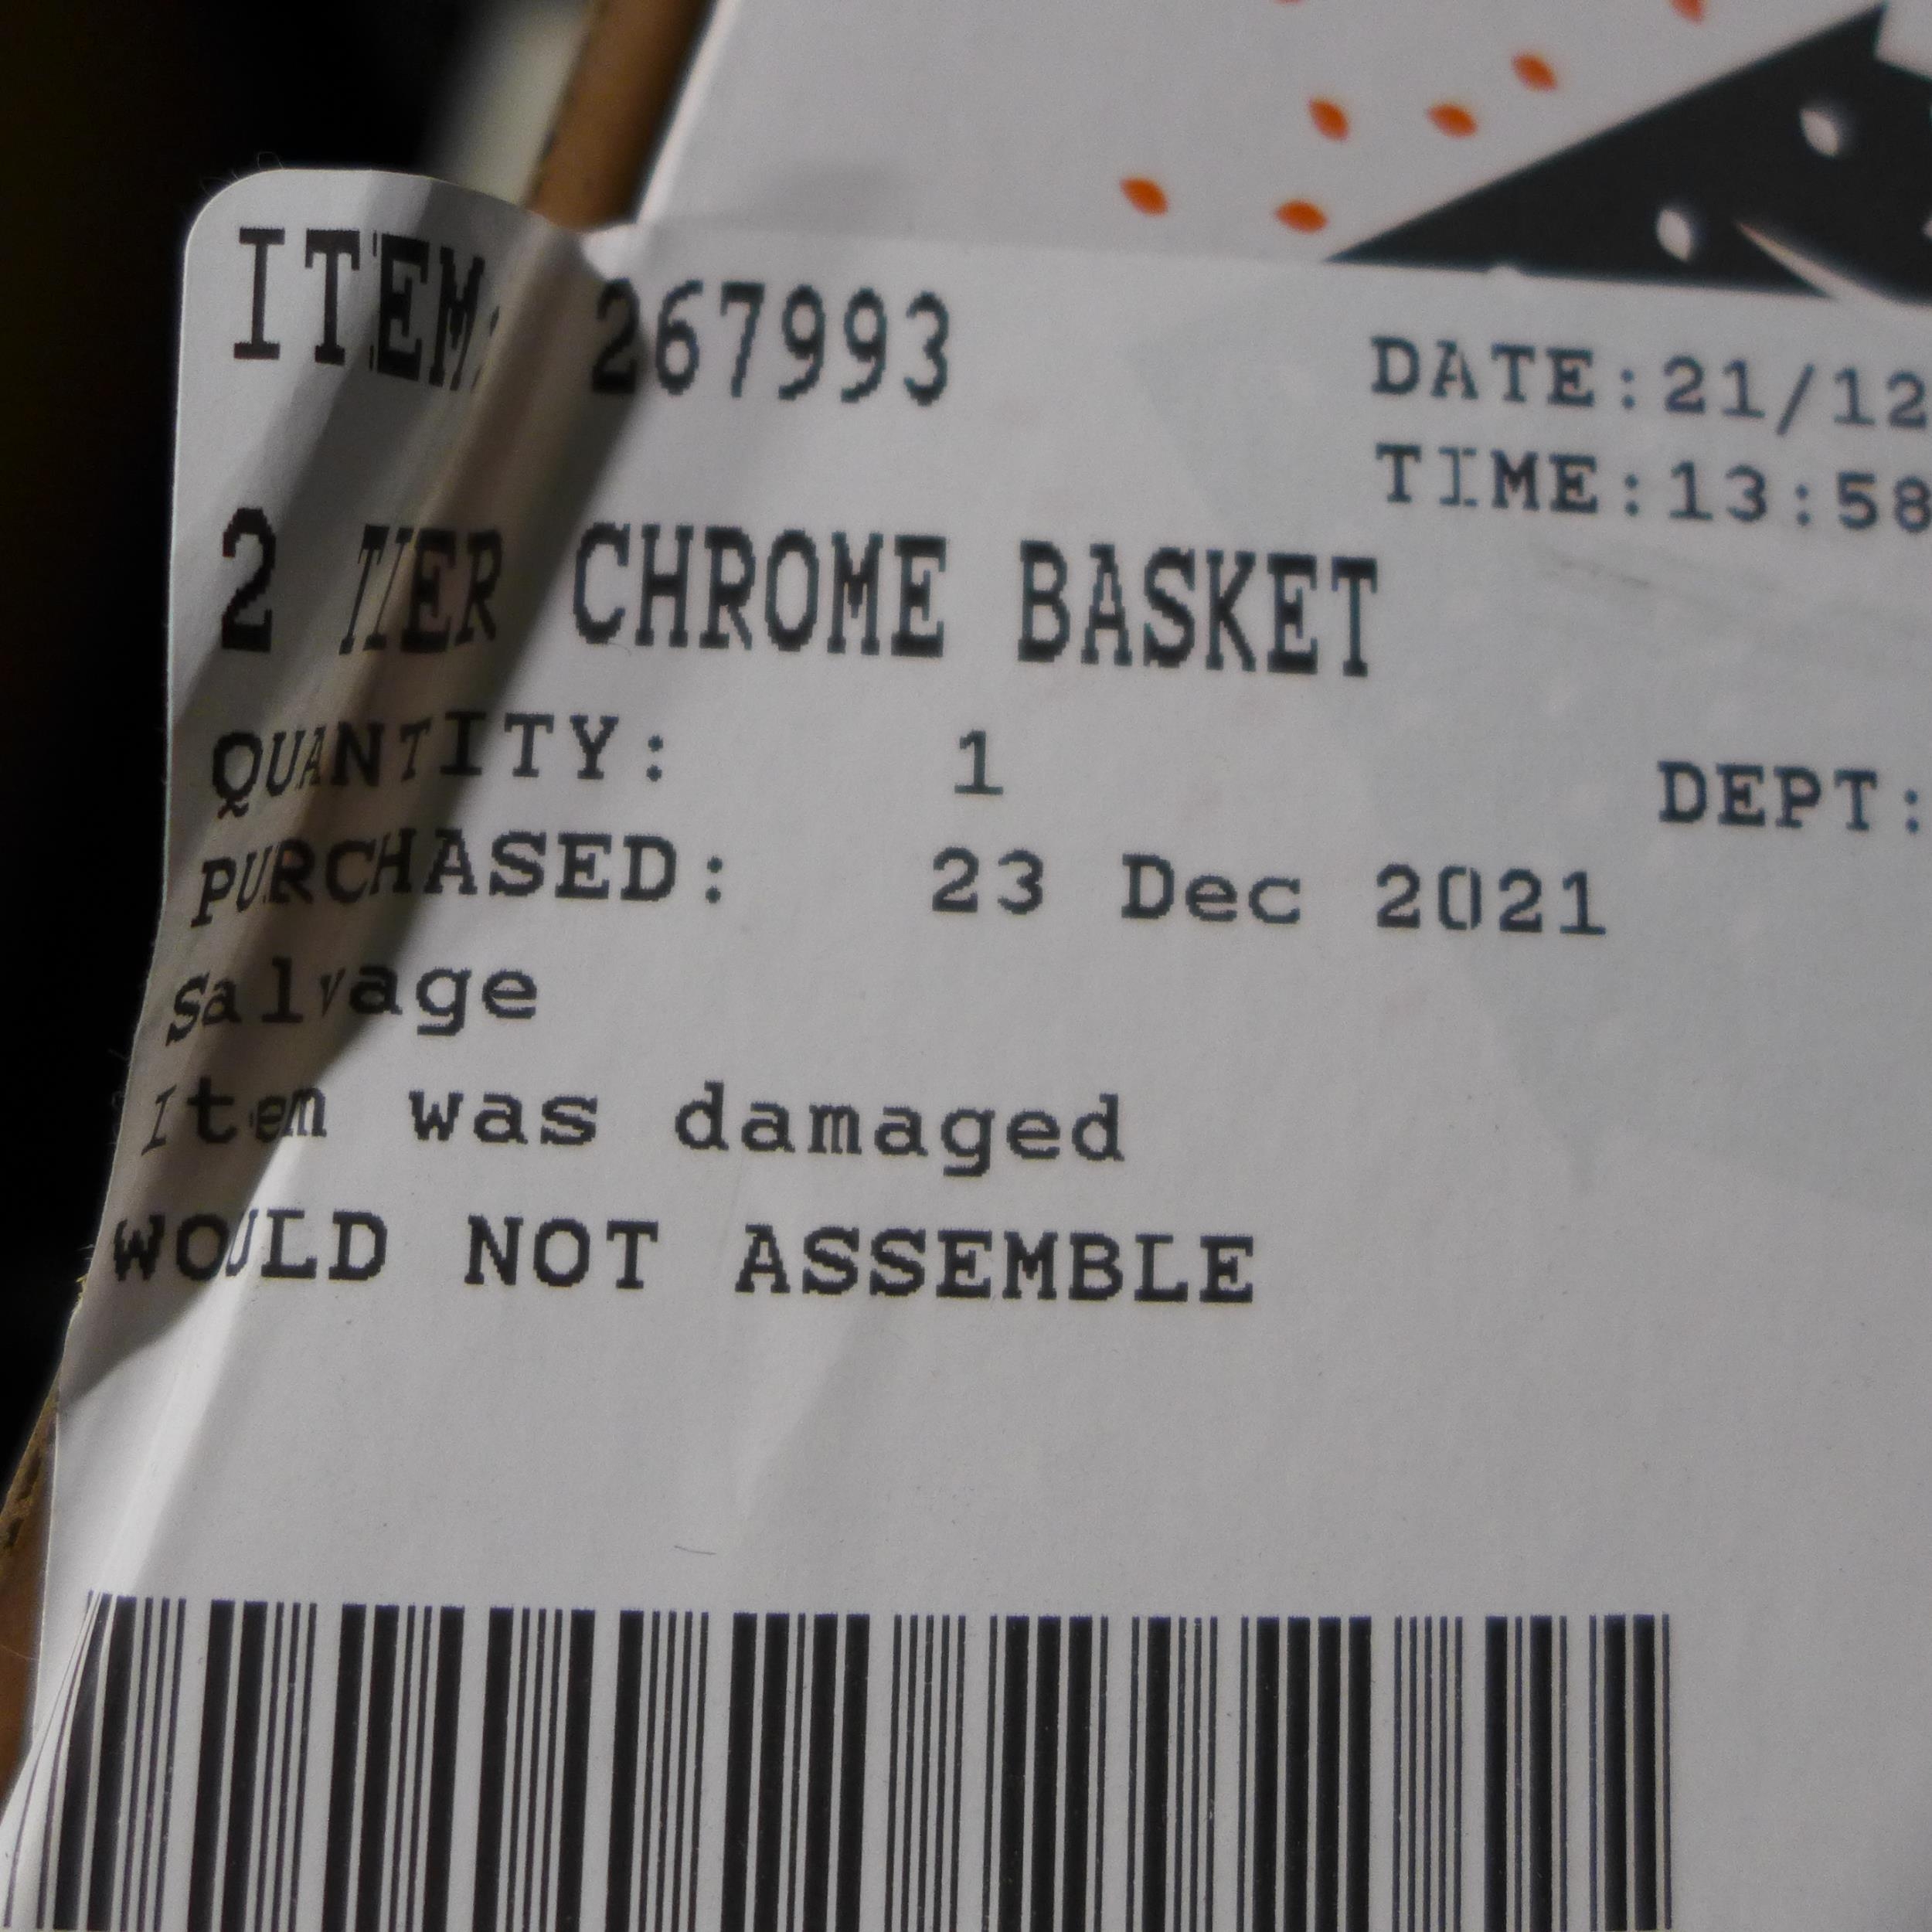 ITEM: 267993
DATE:21/12
TIME:13:58
2 TIER CHROME BASKET
QUANTITY: 1
DEPT:
PURCHASED: 23 Dec 2021
Salvage
Item was damaged
WOULD NOT ASSEMBLE